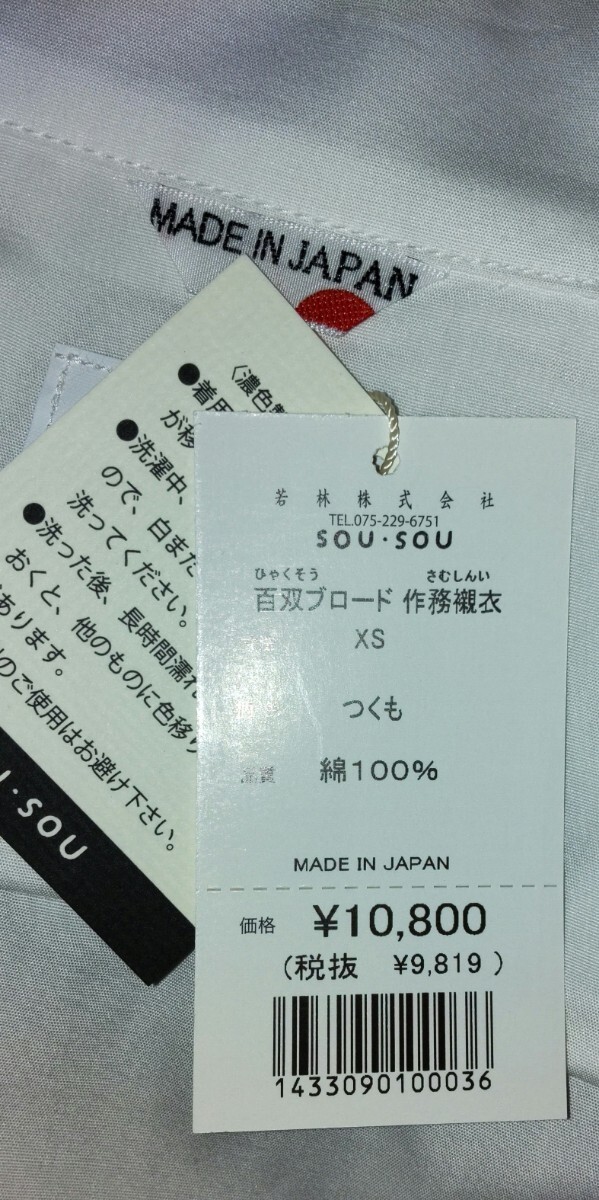 MADE IN JAPAN
〈濃色製
●着用
が移
●洗濯中、
ので、白また
洗ってください。
●洗った後、長時間濡れ
おくと、他のものに色移り
あります。
のご使用はお避け下さい。
U・SOU
若林株式会社
TEL.075-229-6751
SOU・SOU
ひゃくそう さむしんい
百双ブロード 作務襯衣
XS
つくも
綿100%
MADE IN JAPAN
価格 ¥10,800
(税抜 ¥9,819 )
1433090100036